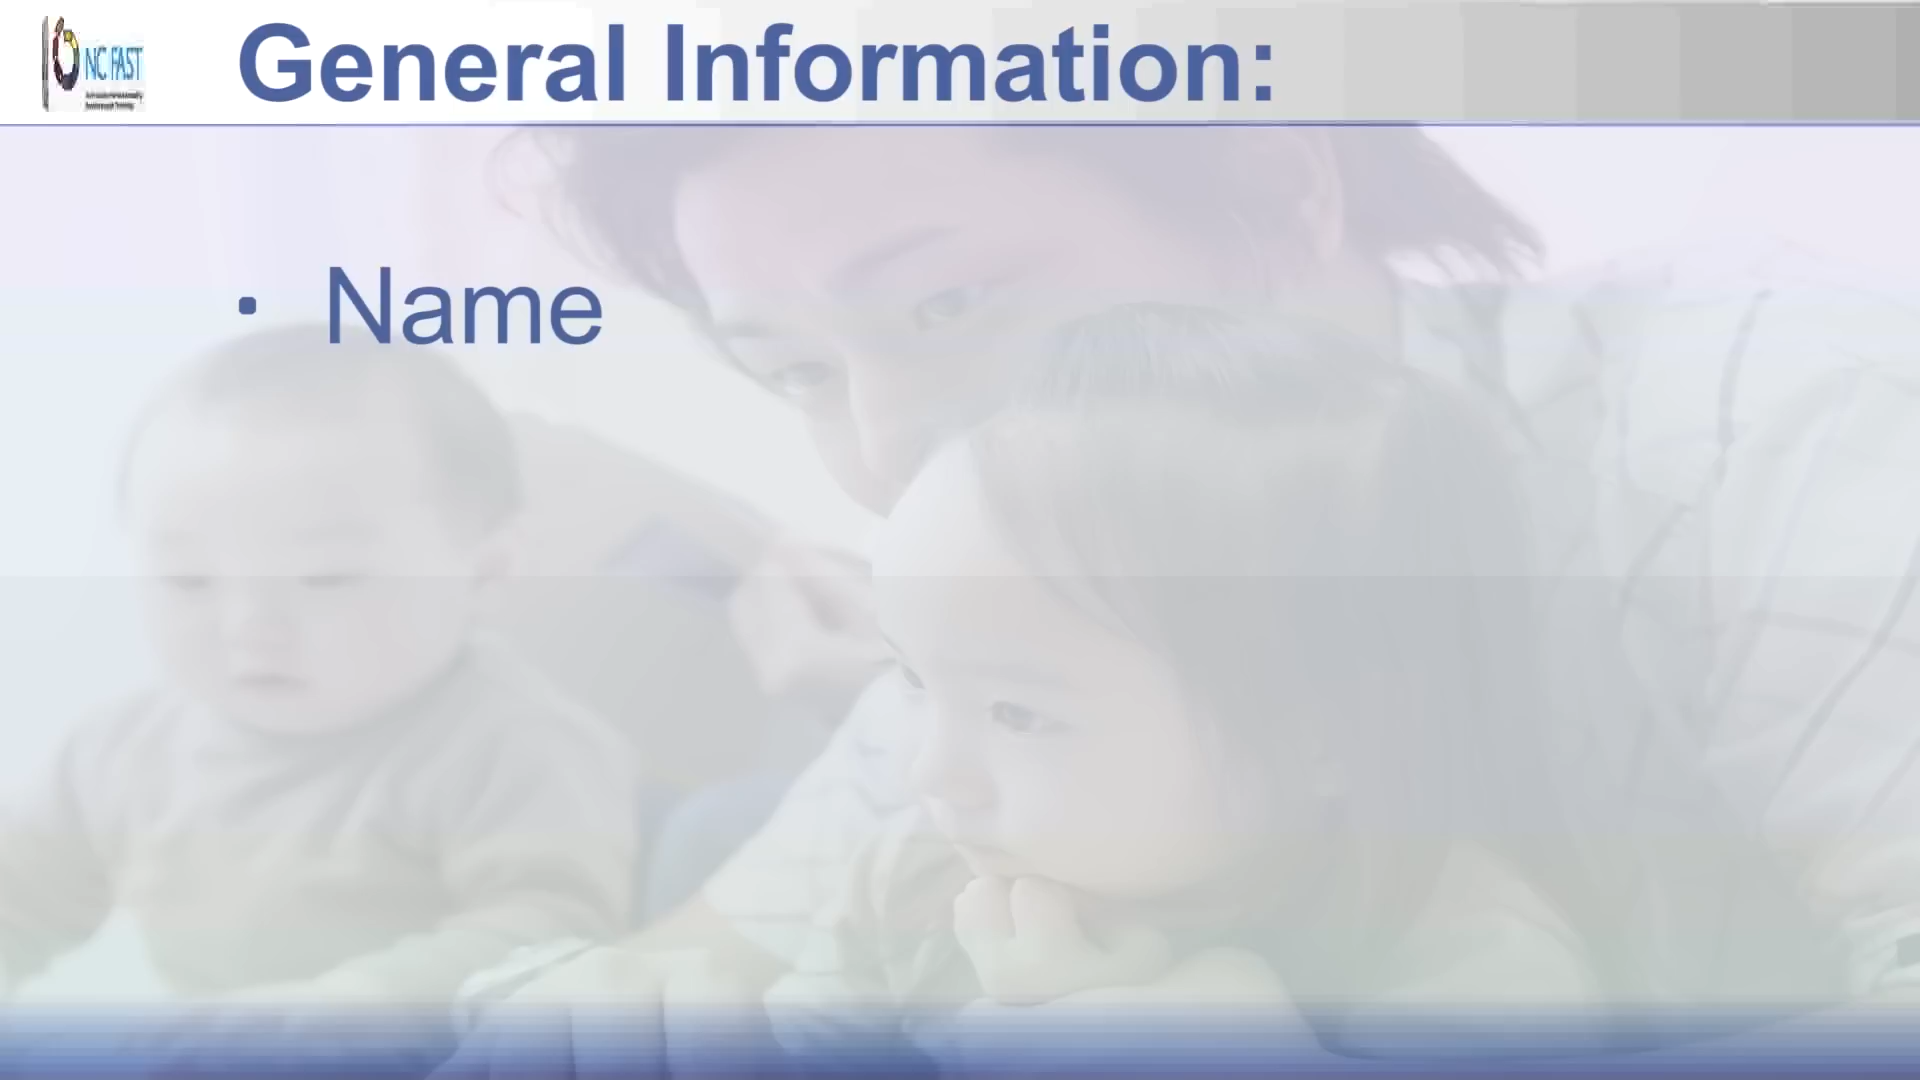 NC FAST
General Information:
• Name